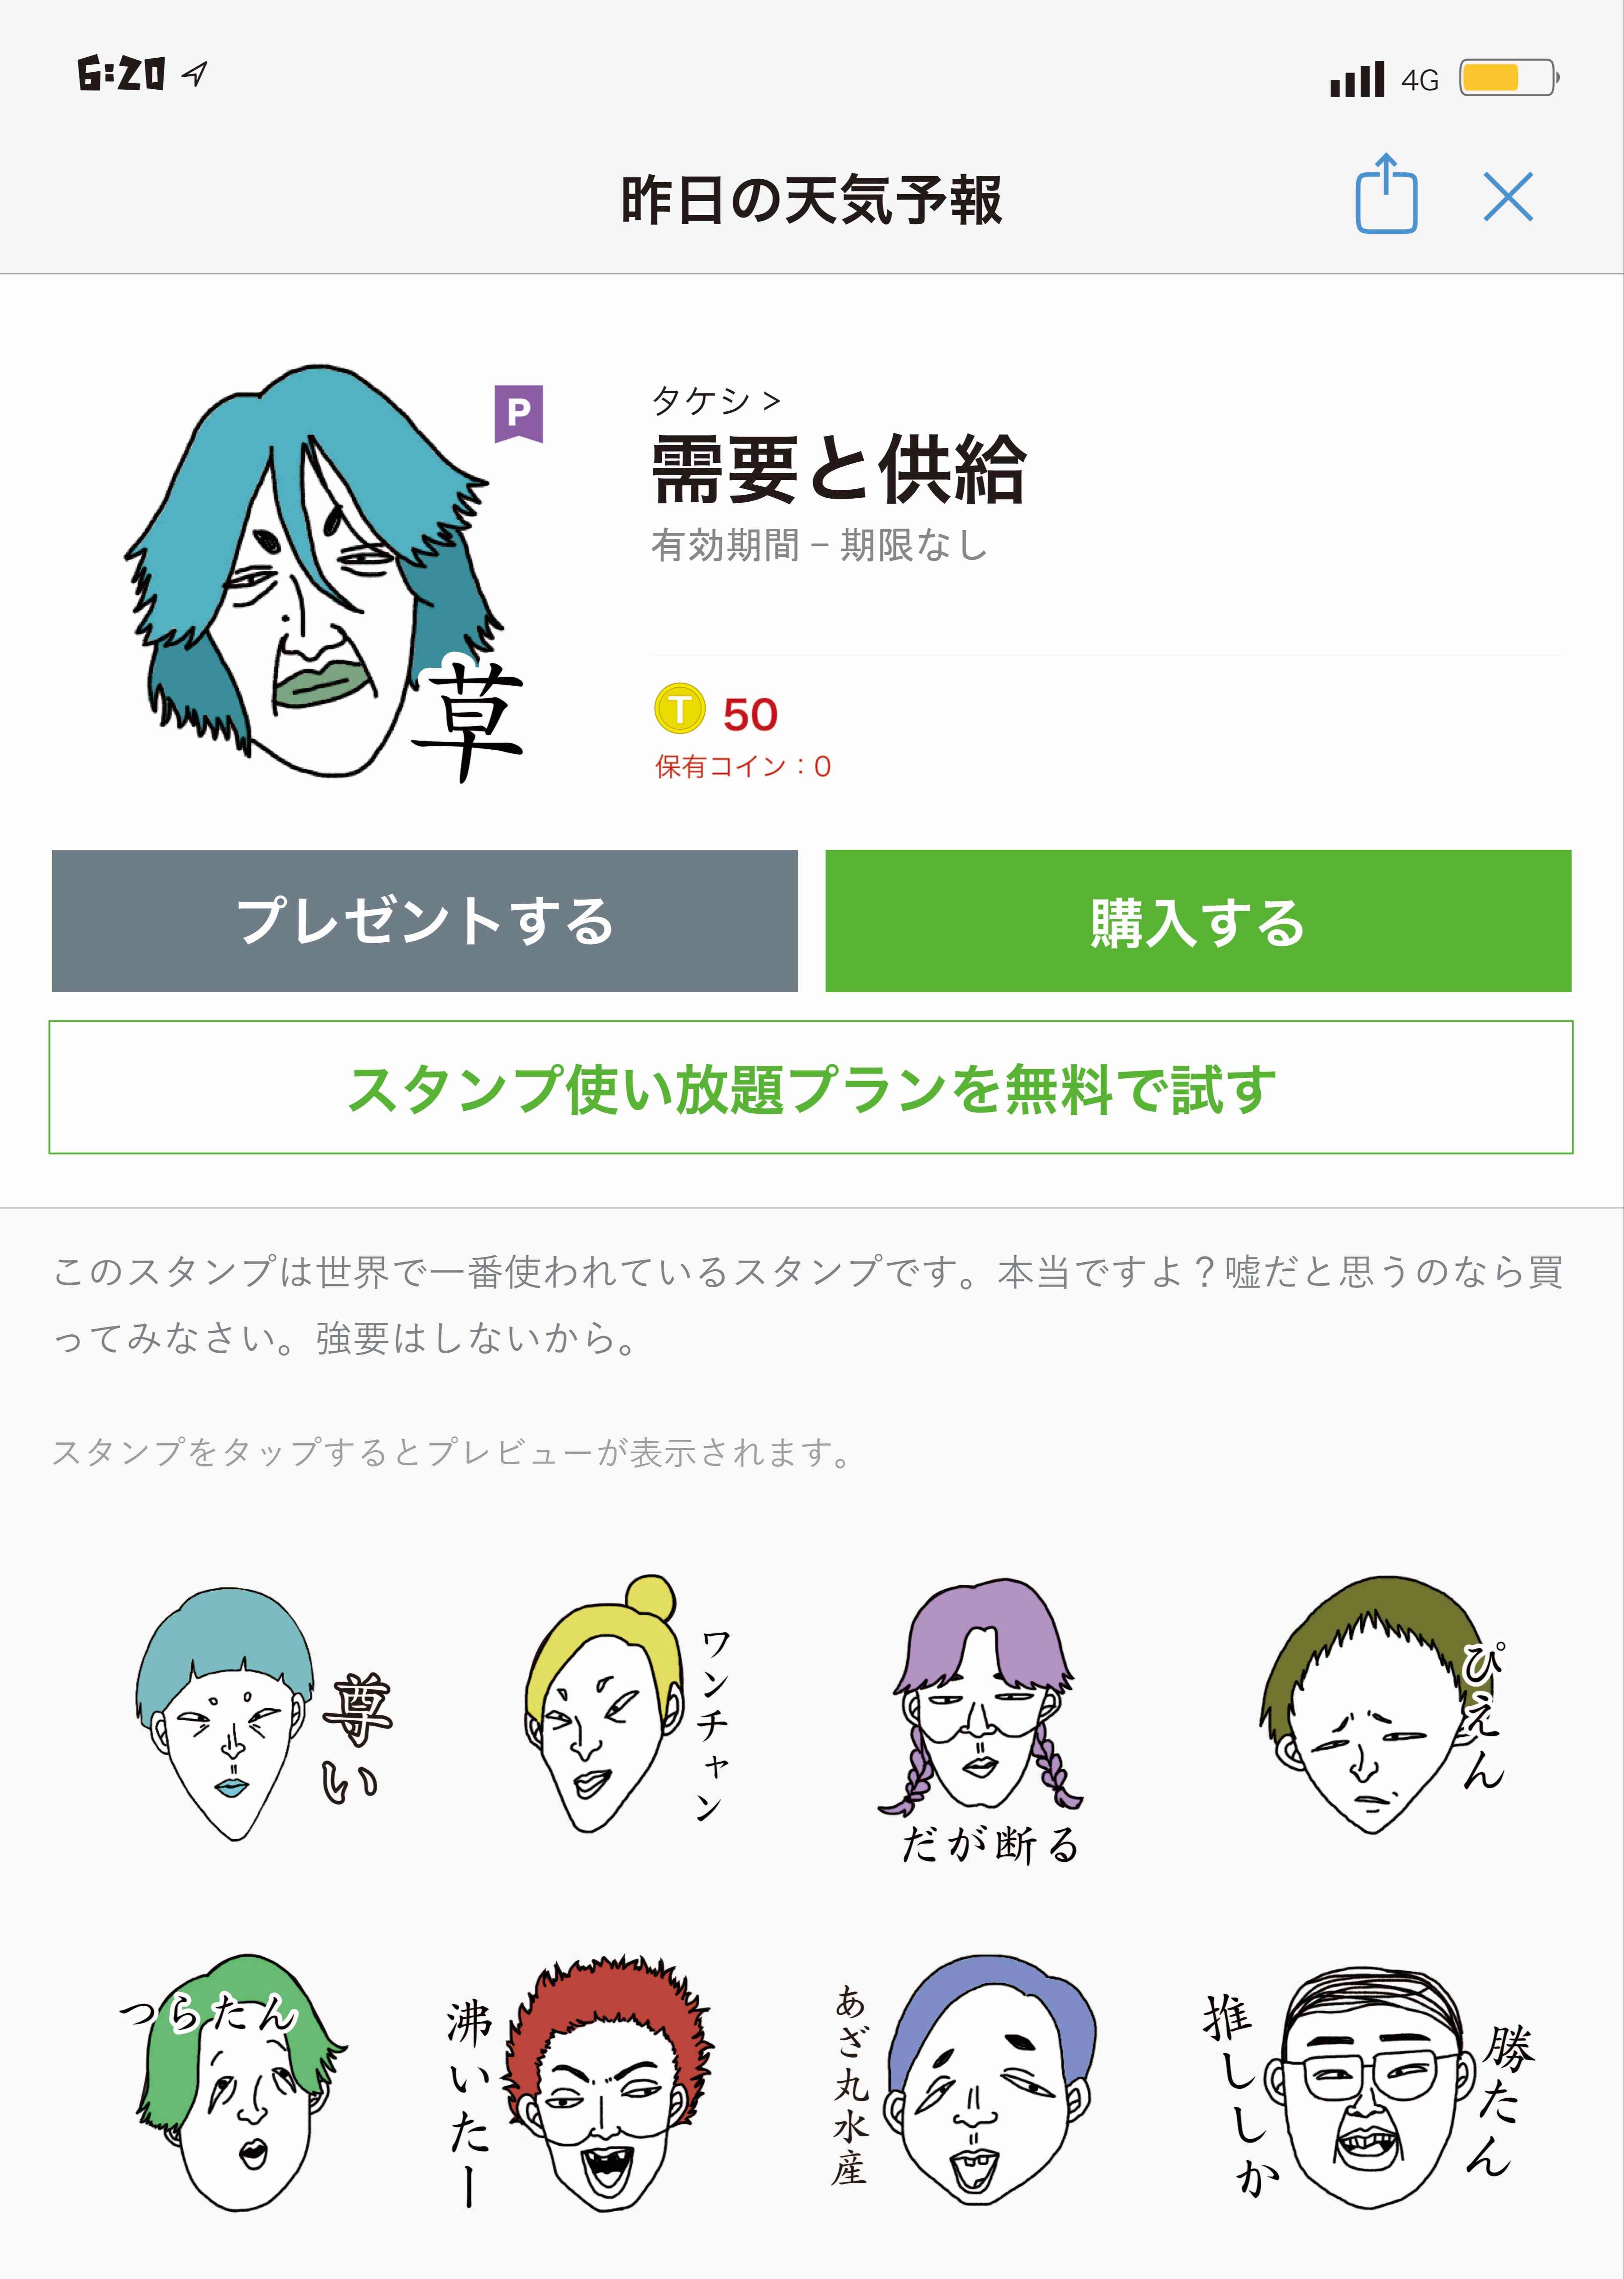 6:20
4G
昨日の天気予報
P
タケシ >
需要と供給
有効期間 – 期限なし
草
T 50
保有コイン：0
プレゼントする
購入する
スタンプ使い放題プランを無料で試す
このスタンプは世界で一番使われているスタンプです。本当ですよ？嘘だと思うのなら買
ってみなさい。強要はしないから。
スタンプをタップするとプレビューが表示されます。
尊い
ワンチャン
だが断る
ぴえん
つらたん
沸いたー
あざ丸水産
推ししか
勝たん